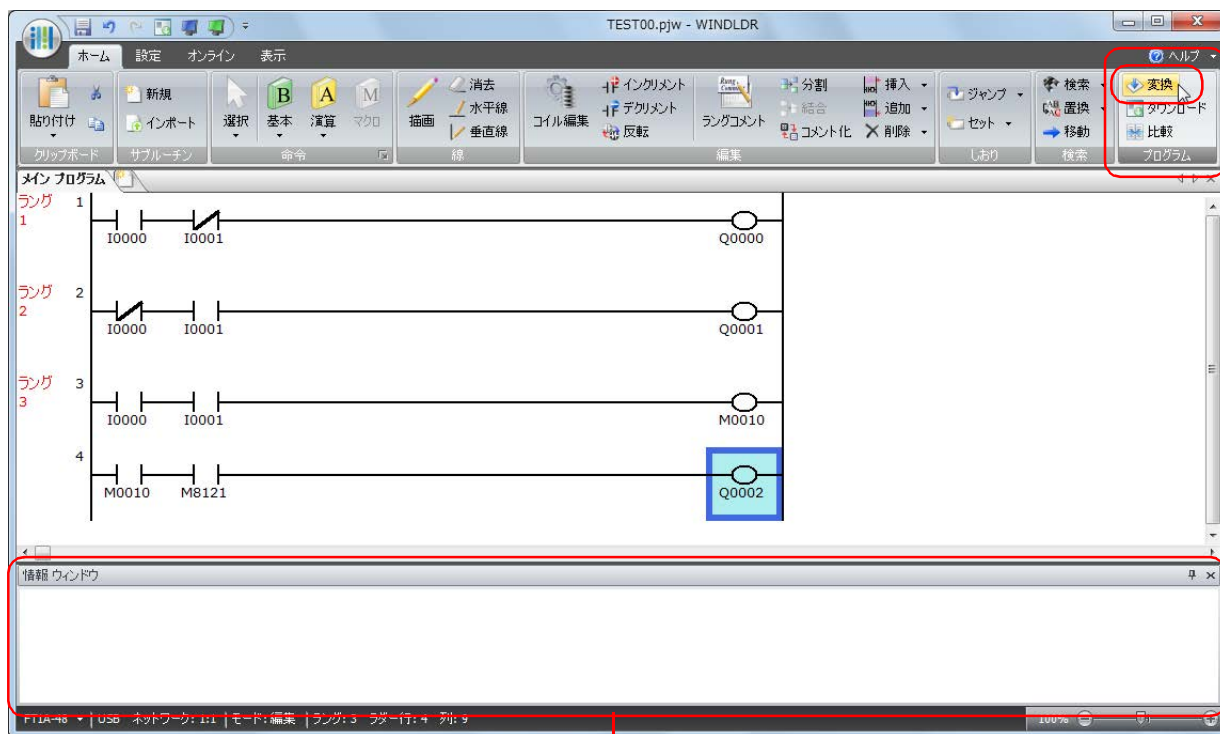 TEST00.pjw - WINDLDR
ホーム 設定 オンライン 表示 ヘルプ
貼り付け
クリップボード
新規
インポート
サブルーチン
選択
B 基本
A 演算
M マクロ
命令
描画
消去
水平線
垂直線
線
コイル編集
インクリメント
デクリメント
反転
Rung Comment
ラングコメント
分割
結合
コメント化
挿入
追加
削除
編集
ジャンプ
セット
しおり
検索
置換
移動
検索
変換
ダウンロード
比較
プログラム
メイン プログラム
ラング 1 1
I0000 I0001 Q0000
ラング 2 2
I0000 I0001 Q0001
ラング 3 3
I0000 I0001 M0010
4
M0010 M8121 Q0002
情報 ウィンドウ
FT1A-48 USB ネットワーク: 1:1 モード: 編集 ラング: 3 ラダー行: 4 列: 9 100%